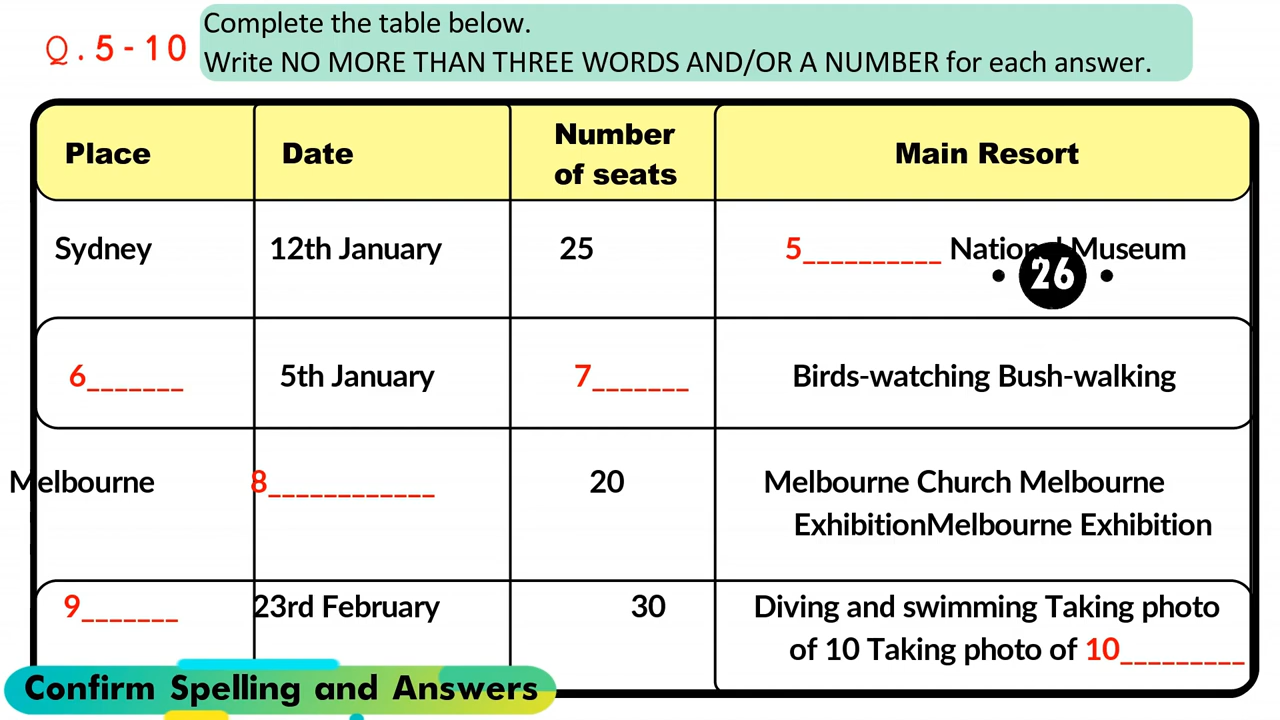 Q.5-10
Complete the table below.
Write NO MORE THAN THREE WORDS AND/OR A NUMBER for each answer.
Place Date Number of seats Main Resort
Sydney 12th January 25 5__________ National Museum
26
6_______ 5th January 7_______ Birds-watching Bush-walking
Melbourne 8____________ 20 Melbourne Church Melbourne
ExhibitionMelbourne Exhibition
9_______ 23rd February 30 Diving and swimming Taking photo
of 10 Taking photo of 10_________
Confirm Spelling and Answers